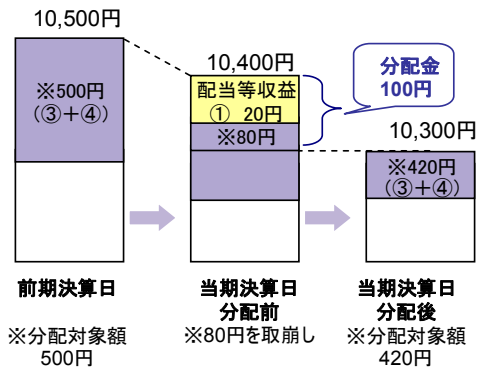 10,500円
※500円
(③+④)
前期決算日
※分配対象額
500円
10,400円
配当等収益
① 20円
※80円
当期決算日
分配前
※80円を取崩し
分配金
100円
10,300円
※420円
(③+④)
当期決算日
分配後
※分配対象額
420円